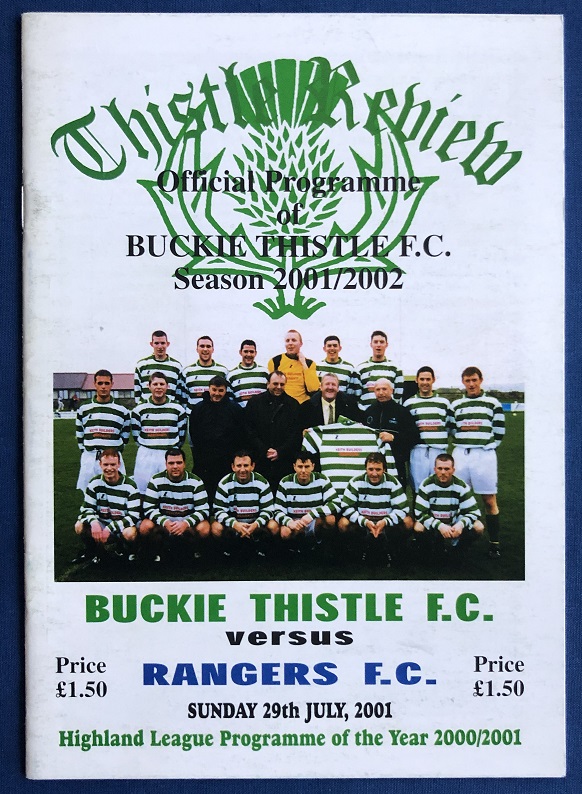 Thistle Review
Official Programme
of
BUCKIE THISTLE F.C.
Season 2001/2002
BUCKIE THISTLE F.C.
versus
RANGERS F.C.
Price
£1.50
Price
£1.50
SUNDAY 29th JULY, 2001
Highland League Programme of the Year 2000/2001